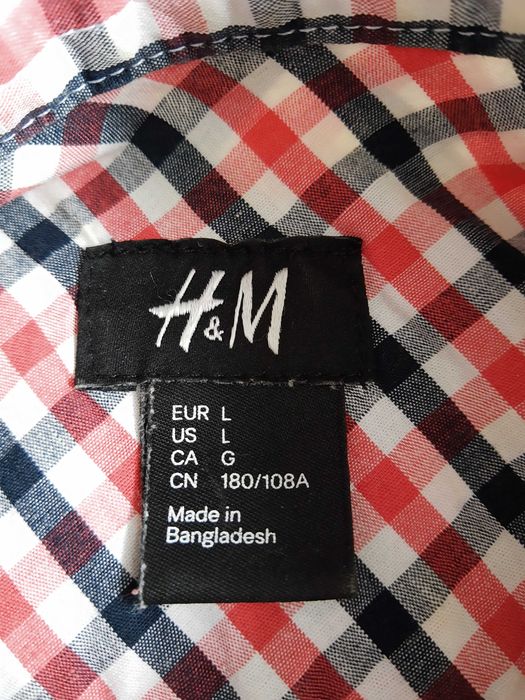 H&M
EUR L
US L
CA G
CN 180/108A
Made in
Bangladesh